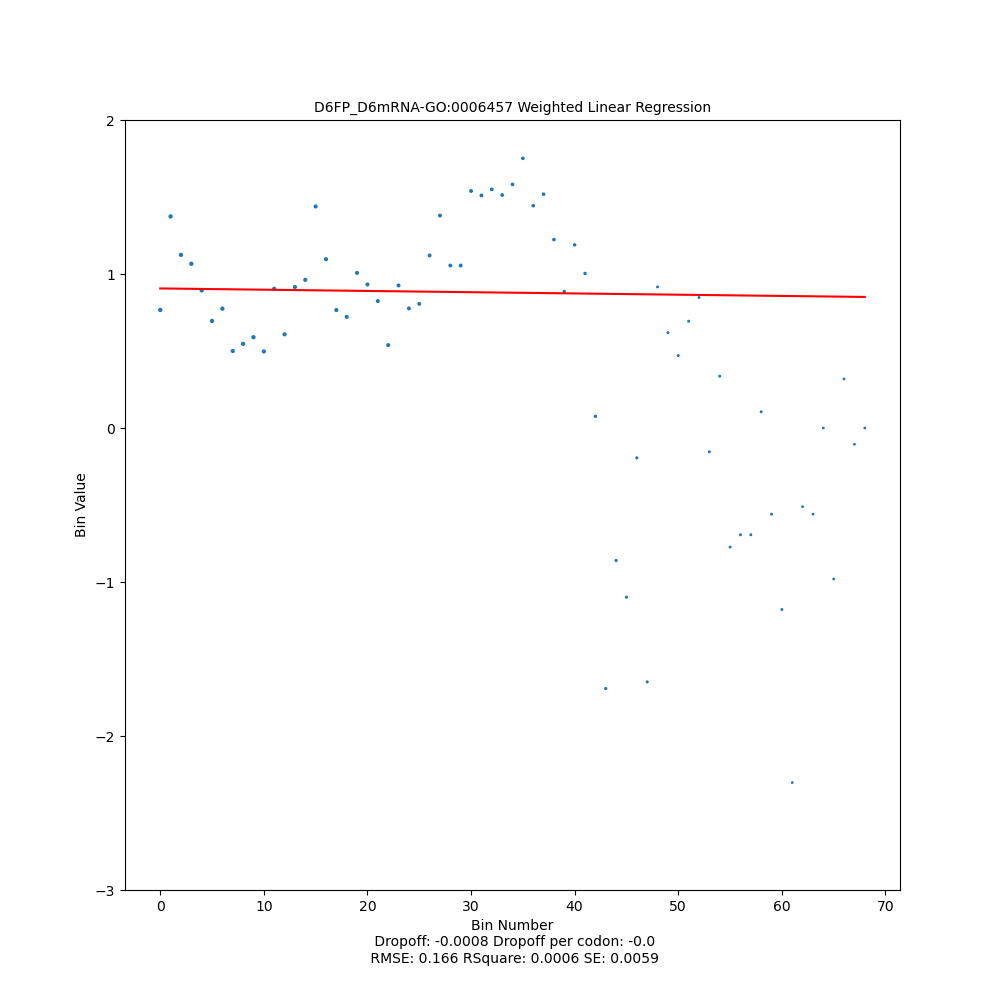 D6FP_D6mRNA-GO:0006457 Weighted Linear Regression
2
1
0
−1
−2
−3
Bin Value
0 10 20 30 40 50 60 70
Bin Number
Dropoff: -0.0008 Dropoff per codon: -0.0
RMSE: 0.166 RSquare: 0.0006 SE: 0.0059